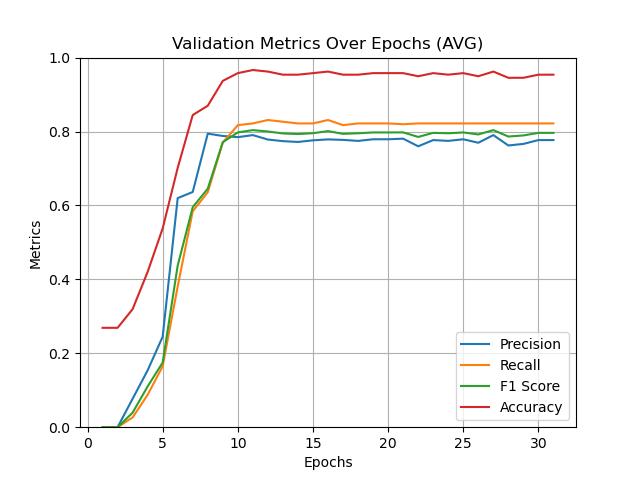 Validation Metrics Over Epochs (AVG)
1.0
0.8
0.6
0.4
0.2
0.0
Metrics
0 5 10 15 20 25 30
Epochs
Precision
Recall
F1 Score
Accuracy